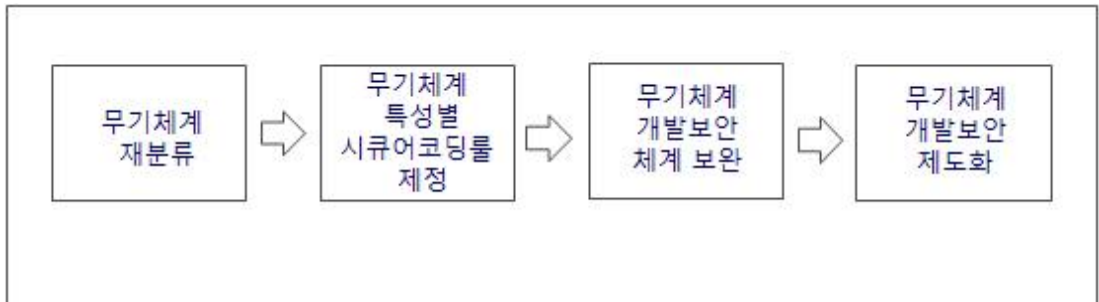 무기체계
재분류
무기체계
특성별
시큐어코딩룰
제정
무기체계
개발보안
체계 보완
무기체계
개발보안
제도화